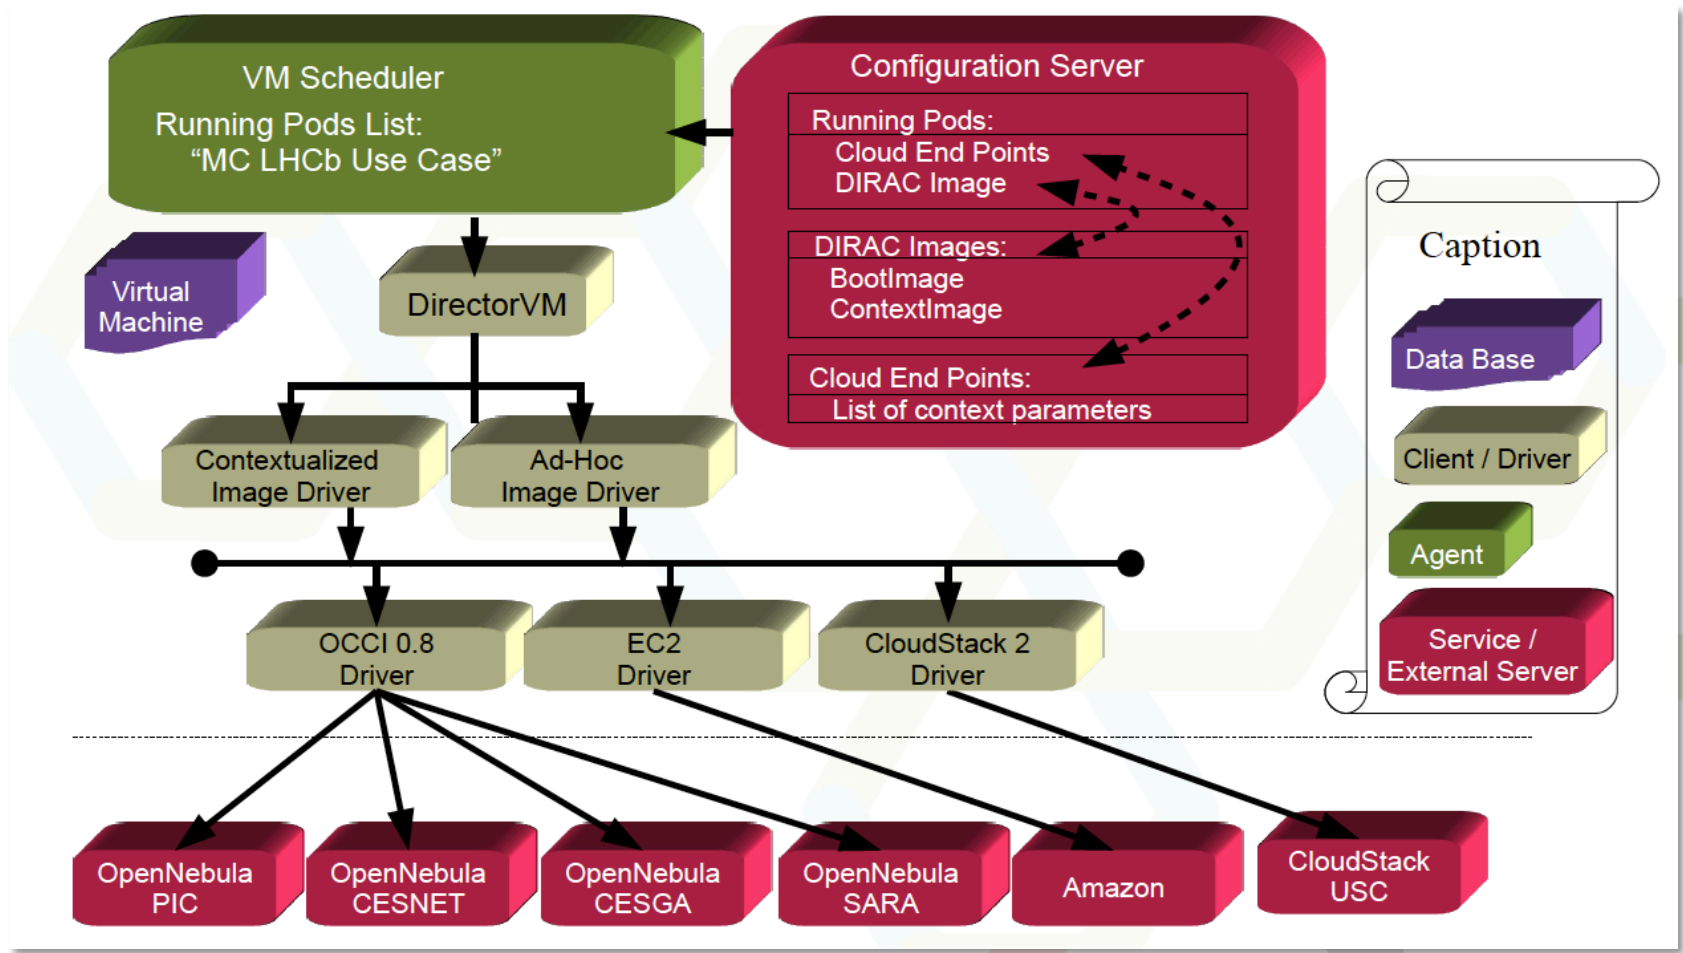 VM Scheduler
Running Pods List:
“MC LHCb Use Case”
Configuration Server
Running Pods:
Cloud End Points
DIRAC Image
DIRAC Images:
BootImage
ContextImage
Cloud End Points:
List of context parameters
Virtual
Machine
DirectorVM
Contextualized
Image Driver
Ad-Hoc
Image Driver
OCCI 0.8
Driver
EC2
Driver
CloudStack 2
Driver
OpenNebula
PIC
OpenNebula
CESNET
OpenNebula
CESGA
OpenNebula
SARA
Amazon
CloudStack
USC
Caption
Data Base
Client / Driver
Agent
Service /
External Server